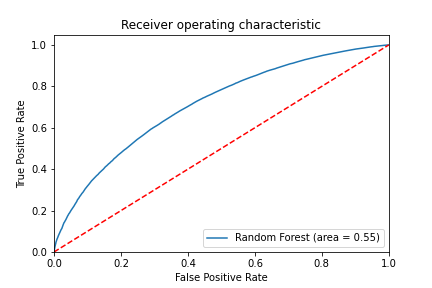 Receiver operating characteristic
True Positive Rate
1.0
0.8
0.6
0.4
0.2
0.0
Random Forest (area = 0.55)
0.0 0.2 0.4 0.6 0.8 1.0
False Positive Rate